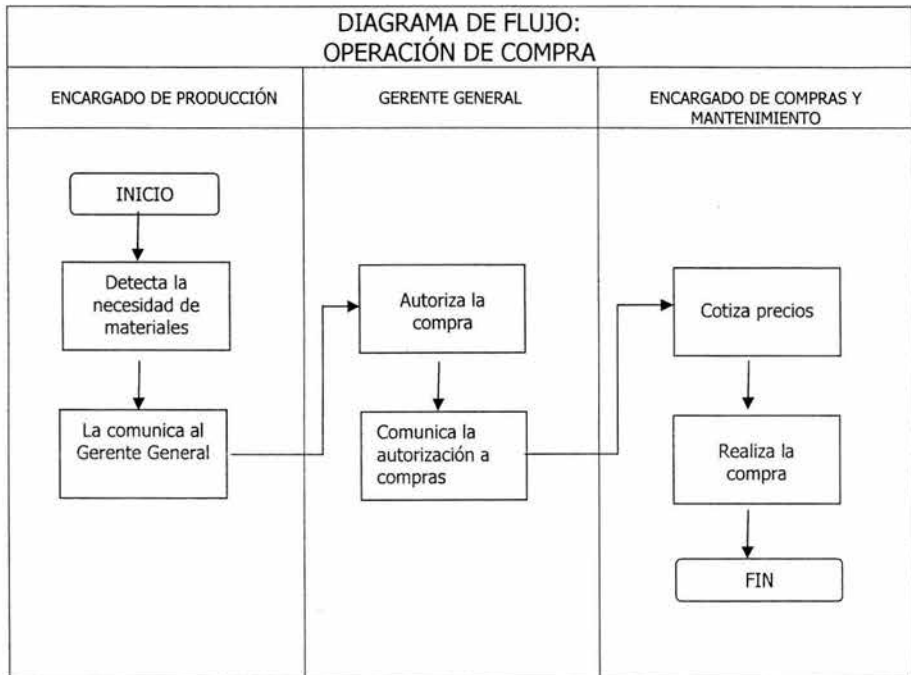 DIAGRAMA DE FLUJO:
OPERACIÓN DE COMPRA
ENCARGADO DE PRODUCCIÓN
GERENTE GENERAL
ENCARGADO DE COMPRAS Y
MANTENIMIENTO
INICIO
Detecta la
necesidad de
materiales
La comunica al
Gerente General
Autoriza la
compra
Comunica la
autorización a
compras
Cotiza precios
Realiza la
compra
FIN